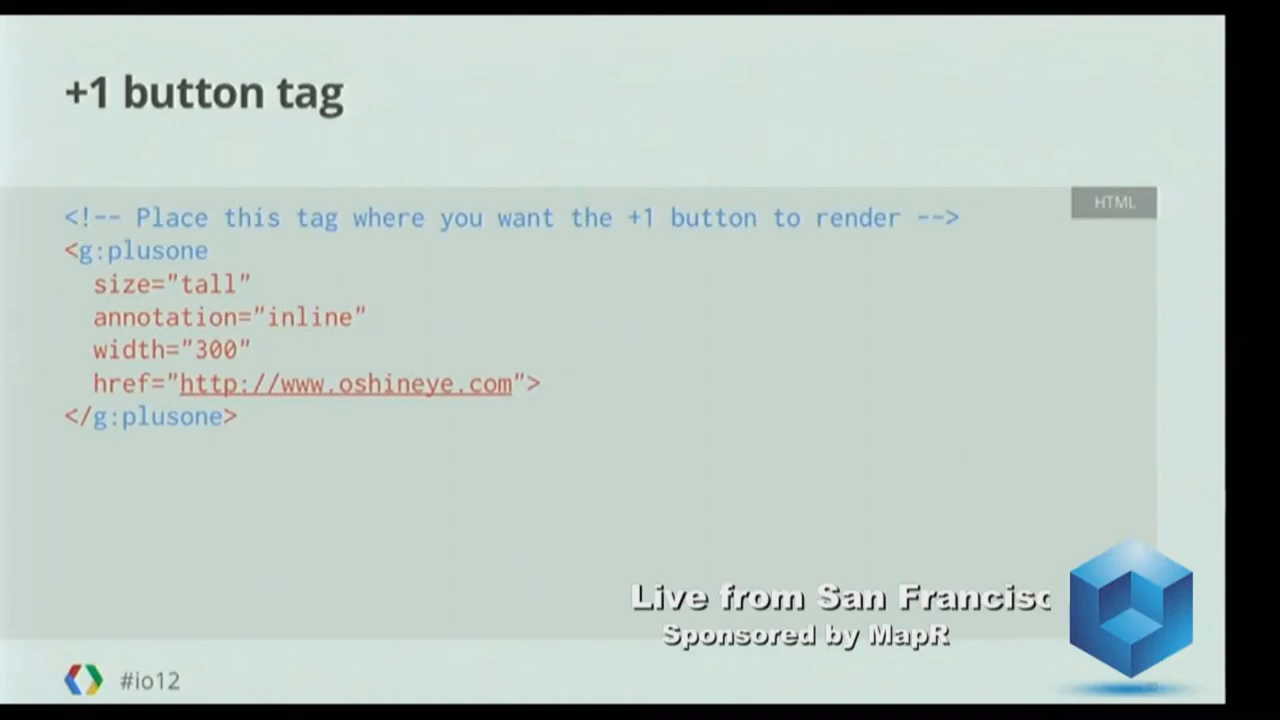 +1 button tag
HTML
<!-- Place this tag where you want the +1 button to render -->
<g:plusone
size="tall"
annotation="inline"
width="300"
href="http://www.oshineye.com">
</g:plusone>
Live from San Francisc
Sponsored by MapR
#io12